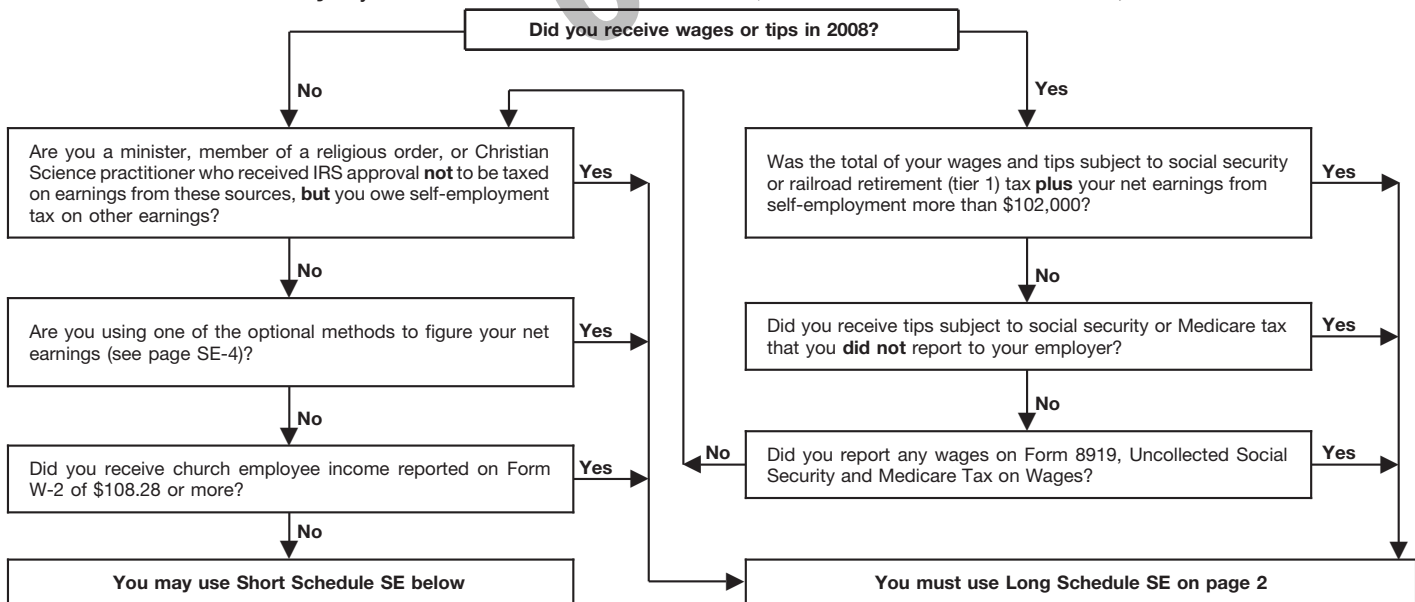 Did you receive wages or tips in 2008?
No
Yes
Are you a minister, member of a religious order, or Christian
Science practitioner who received IRS approval not to be taxed
on earnings from these sources, but you owe self-employment
tax on other earnings?
Yes
Was the total of your wages and tips subject to social security
or railroad retirement (tier 1) tax plus your net earnings from
self-employment more than $102,000?
Yes
No
No
Are you using one of the optional methods to figure your net
earnings (see page SE-4)?
Yes
Did you receive tips subject to social security or Medicare tax
that you did not report to your employer?
Yes
No
No
Did you receive church employee income reported on Form
W-2 of $108.28 or more?
Yes
No
Did you report any wages on Form 8919, Uncollected Social
Security and Medicare Tax on Wages?
Yes
No
You may use Short Schedule SE below
You must use Long Schedule SE on page 2